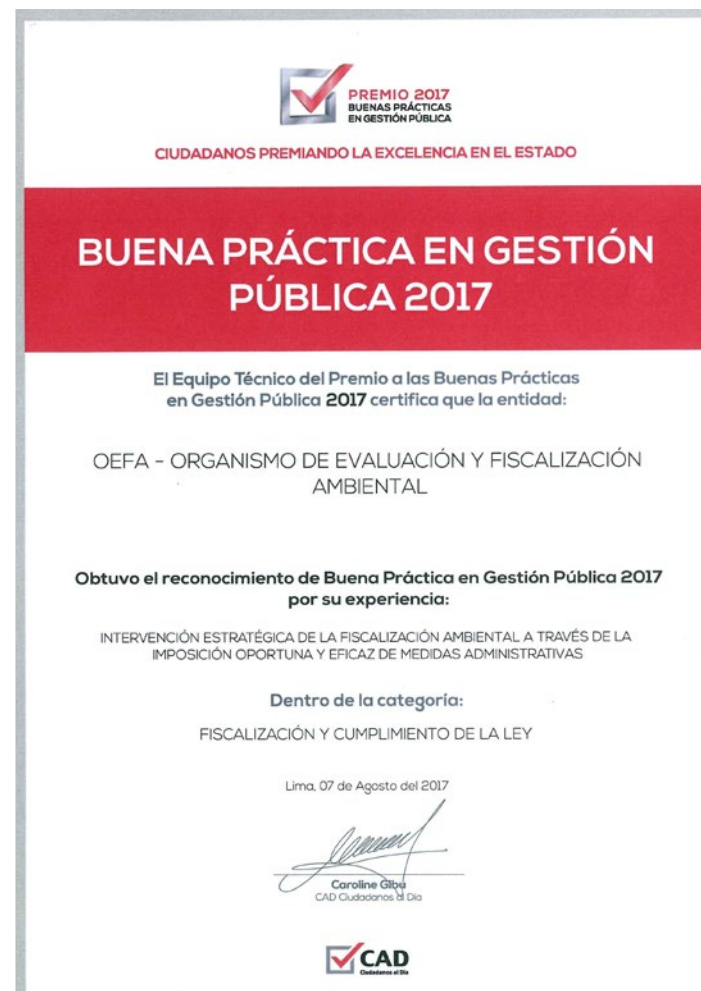 PREMIO 2017
BUENAS PRÁCTICAS
EN GESTIÓN PÚBLICA
CIUDADANOS PREMIANDO LA EXCELENCIA EN EL ESTADO
BUENA PRÁCTICA EN GESTIÓN
PÚBLICA 2017
El Equipo Técnico del Premio a las Buenas Prácticas
en Gestión Pública 2017 certifica que la entidad:
OEFA - ORGANISMO DE EVALUACIÓN Y FISCALIZACIÓN
AMBIENTAL
Obtuvo el reconocimiento de Buena Práctica en Gestión Pública 2017
por su experiencia:
INTERVENCIÓN ESTRATÉGICA DE LA FISCALIZACIÓN AMBIENTAL A TRAVÉS DE LA
IMPOSICIÓN OPORTUNA Y EFICAZ DE MEDIDAS ADMINISTRATIVAS
Dentro de la categoría:
FISCALIZACIÓN Y CUMPLIMIENTO DE LA LEY
Lima, 07 de Agosto del 2017
Caroline Gibu
CAD Ciudadanos al Día
CAD
Ciudadanos al Día